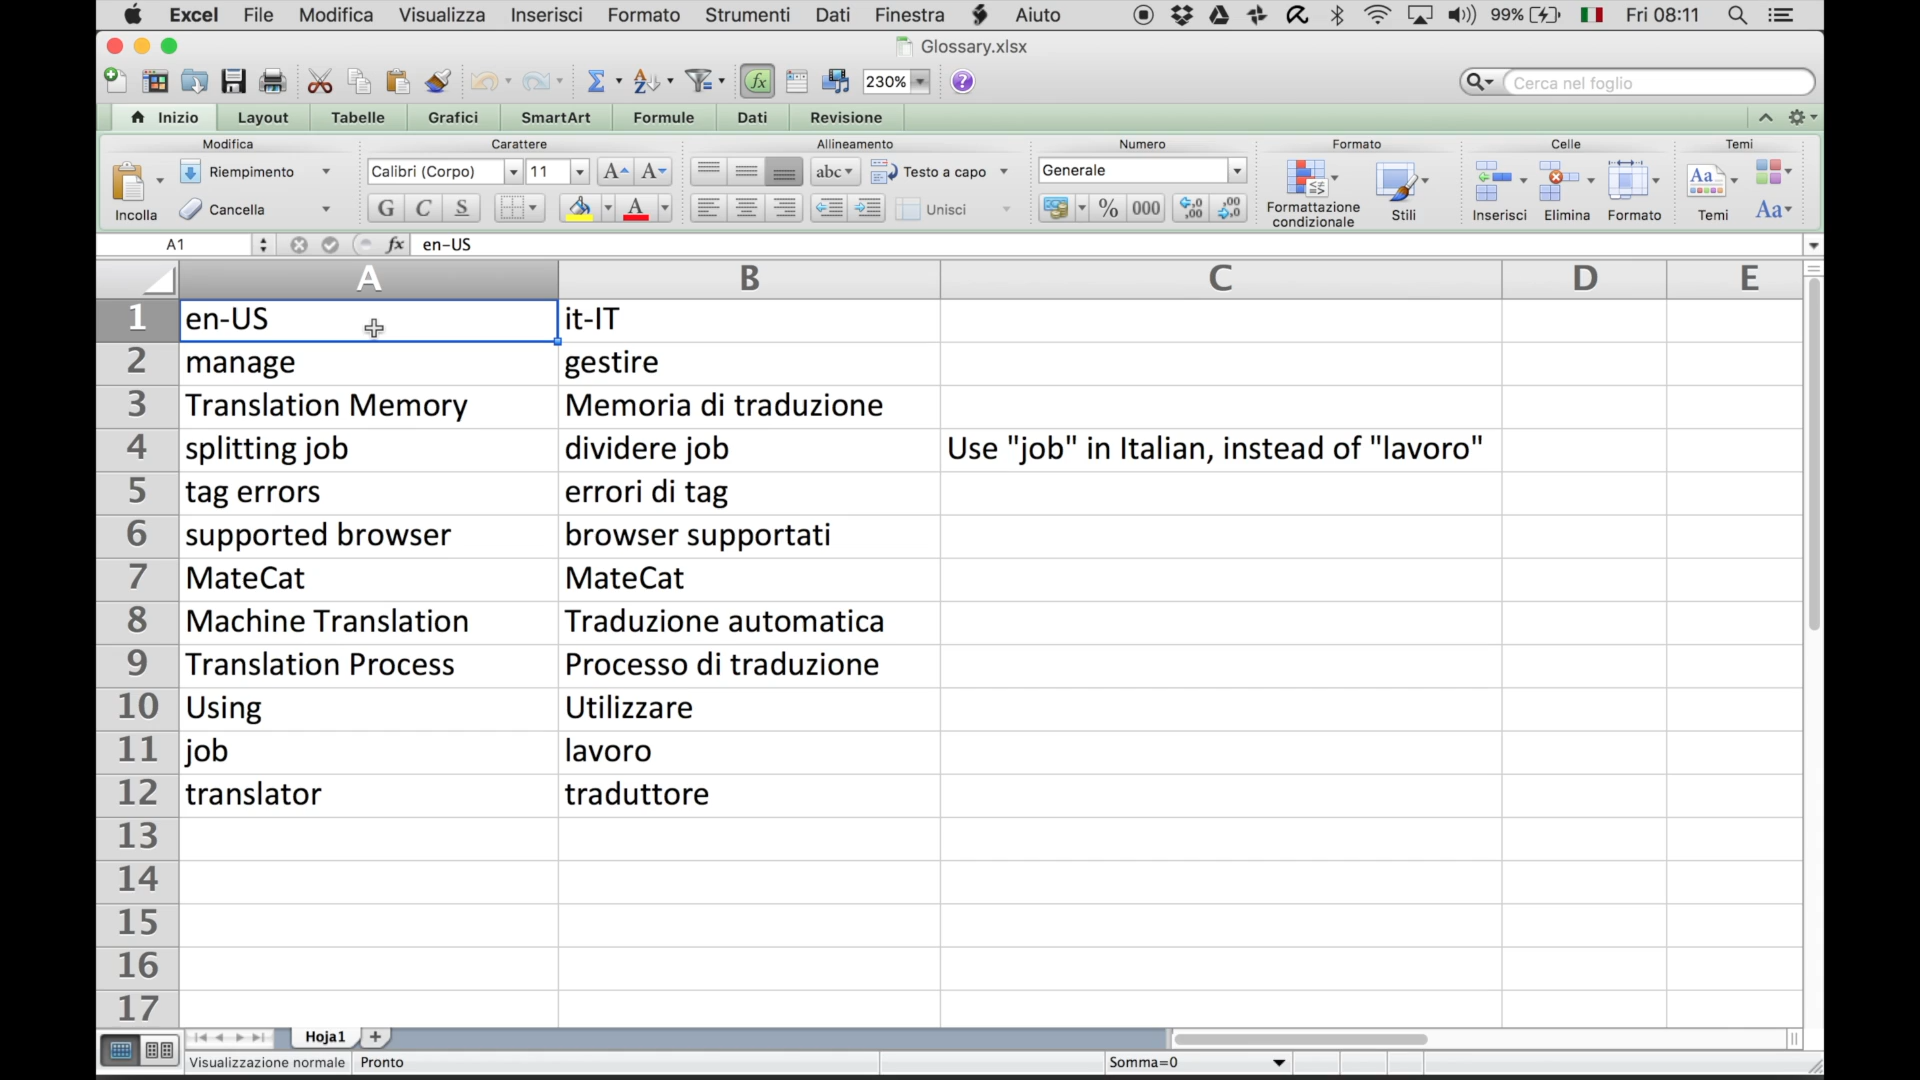 Excel File Modifica Visualizza Inserisci Formato Strumenti Dati Finestra Aiuto 99% Fri 08:11
Glossary.xlsx
230% Cerca nel foglio
Inizio Layout Tabelle Grafici SmartArt Formule Dati Revisione
Modifica Carattere Allineamento Numero Formato Celle Temi
Riempimento Calibri (Corpo) 11 A A abc Testo a capo Generale
Incolla Cancella G C S A Unisci % 000 ,0 ,00 ,00 ,0 Formattazione condizionale Stili Inserisci Elimina Formato Temi Aa
A1 fx en-US
A B C D E
1 en-US it-IT
2 manage gestire
3 Translation Memory Memoria di traduzione
4 splitting job dividere job Use "job" in Italian, instead of "lavoro"
5 tag errors errori di tag
6 supported browser browser supportati
7 MateCat MateCat
8 Machine Translation Traduzione automatica
9 Translation Process Processo di traduzione
10 Using Utilizzare
11 job lavoro
12 translator traduttore
13
14
15
16
17
Hoja1
Visualizzazione normale Pronto Somma=0